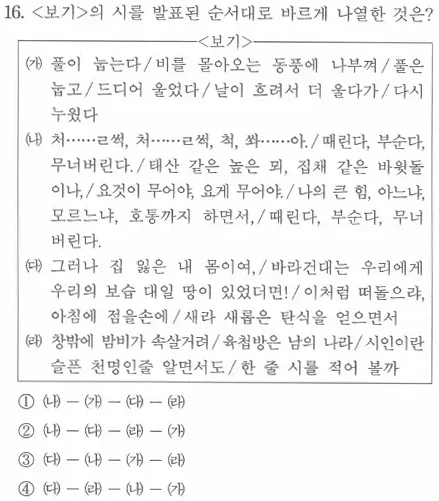 16. <보기>의 시를 발표된 순서대로 바르게 나열한 것은?
<보기>
㈎ 풀이 눕는다 / 비를 몰아오는 동풍에 나부껴 / 풀은
눕고 / 드디어 울었다 / 날이 흐려서 더 울다가 / 다시
누웠다
㈏ 처……ㄹ썩, 처……ㄹ썩, 척, 쏴……아. / 때린다, 부순다,
무너버린다. / 태산 같은 높은 뫼, 집채 같은 바윗돌
이나, / 요것이 무어야, 요게 무어야. / 나의 큰 힘, 아느냐,
모르느냐, 호통까지 하면서, / 때린다, 부순다, 무너
버린다.
㈐ 그러나 집 잃은 내 몸이여, / 바라건대는 우리에게
우리의 보습 대일 땅이 있었더면! / 이처럼 떠돌으랴,
아침에 점을손에 / 새라 새롭은 탄식을 얻으면서
㈑ 창밖에 밤비가 속살거려 / 육첩방은 남의 나라 / 시인이란
슬픈 천명인줄 알면서도 / 한 줄 시를 적어 볼까
① ㈏ － ㈎ － ㈐ － ㈑
② ㈏ － ㈐ － ㈑ － ㈎
③ ㈐ － ㈏ － ㈎ － ㈑
④ ㈐ － ㈑ － ㈏ － ㈎